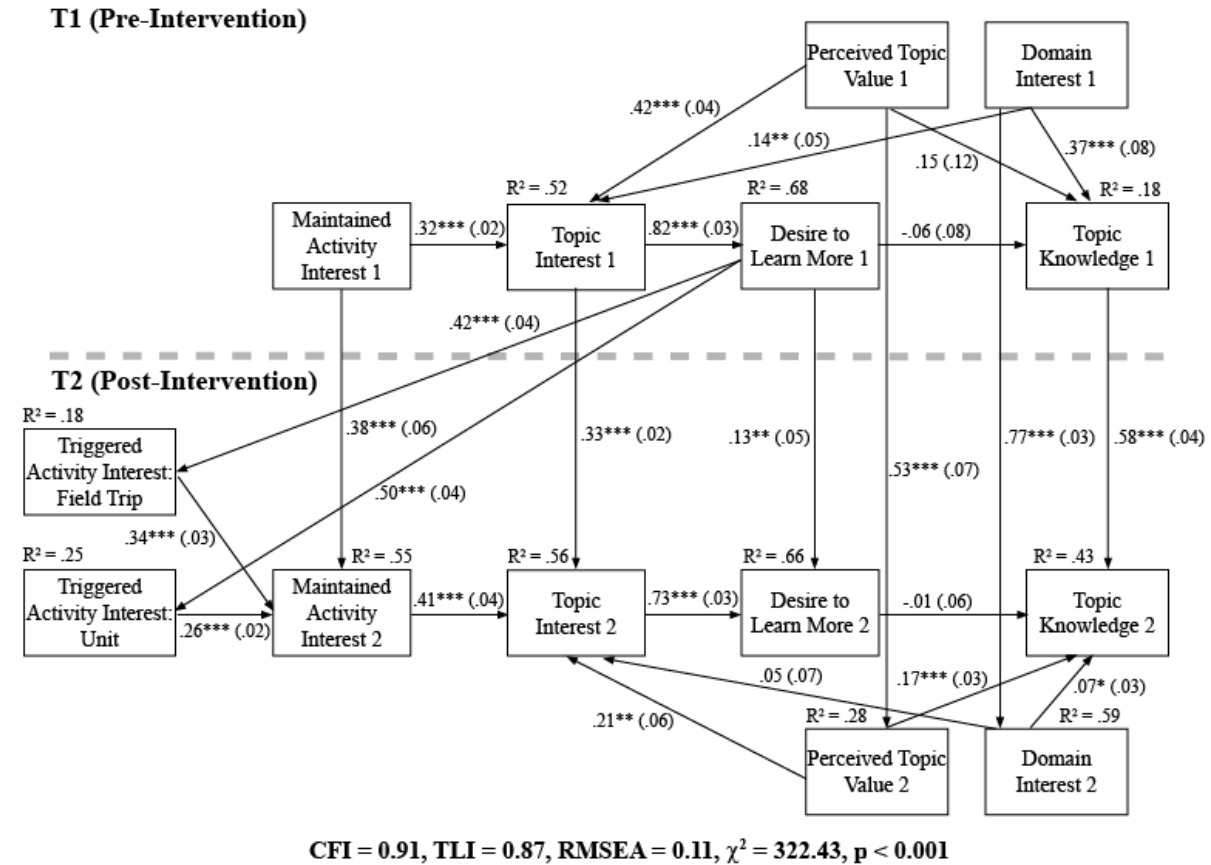 T1 (Pre-Intervention)
Perceived Topic
Value 1
Domain
Interest 1
.42*** (.04)
.14** (.05)
.15 (.12)
.37*** (.08)
R² = .52
R² = .68
R² = .18
Maintained
Activity
Interest 1
.32*** (.02)
Topic
Interest 1
.82*** (.03)
Desire to
Learn More 1
-.06 (.08)
Topic
Knowledge 1
.42*** (.04)
T2 (Post-Intervention)
R² = .18
Triggered
Activity Interest:
Field Trip
.38*** (.06)
.33*** (.02)
.13** (.05)
.53*** (.07)
.77*** (.03)
.58*** (.04)
.50*** (.04)
.34*** (.03)
R² = .25
R² = .55
R² = .56
R² = .66
R² = .43
Triggered
Activity Interest:
Unit
.26*** (.02)
Maintained
Activity
Interest 2
.41*** (.04)
Topic
Interest 2
.73*** (.03)
Desire to
Learn More 2
-.01 (.06)
Topic
Knowledge 2
.05 (.07)
.17*** (.03)
.07* (.03)
.21** (.06)
R² = .28
R² = .59
Perceived Topic
Value 2
Domain
Interest 2
CFI = 0.91, TLI = 0.87, RMSEA = 0.11, χ² = 322.43, p < 0.001